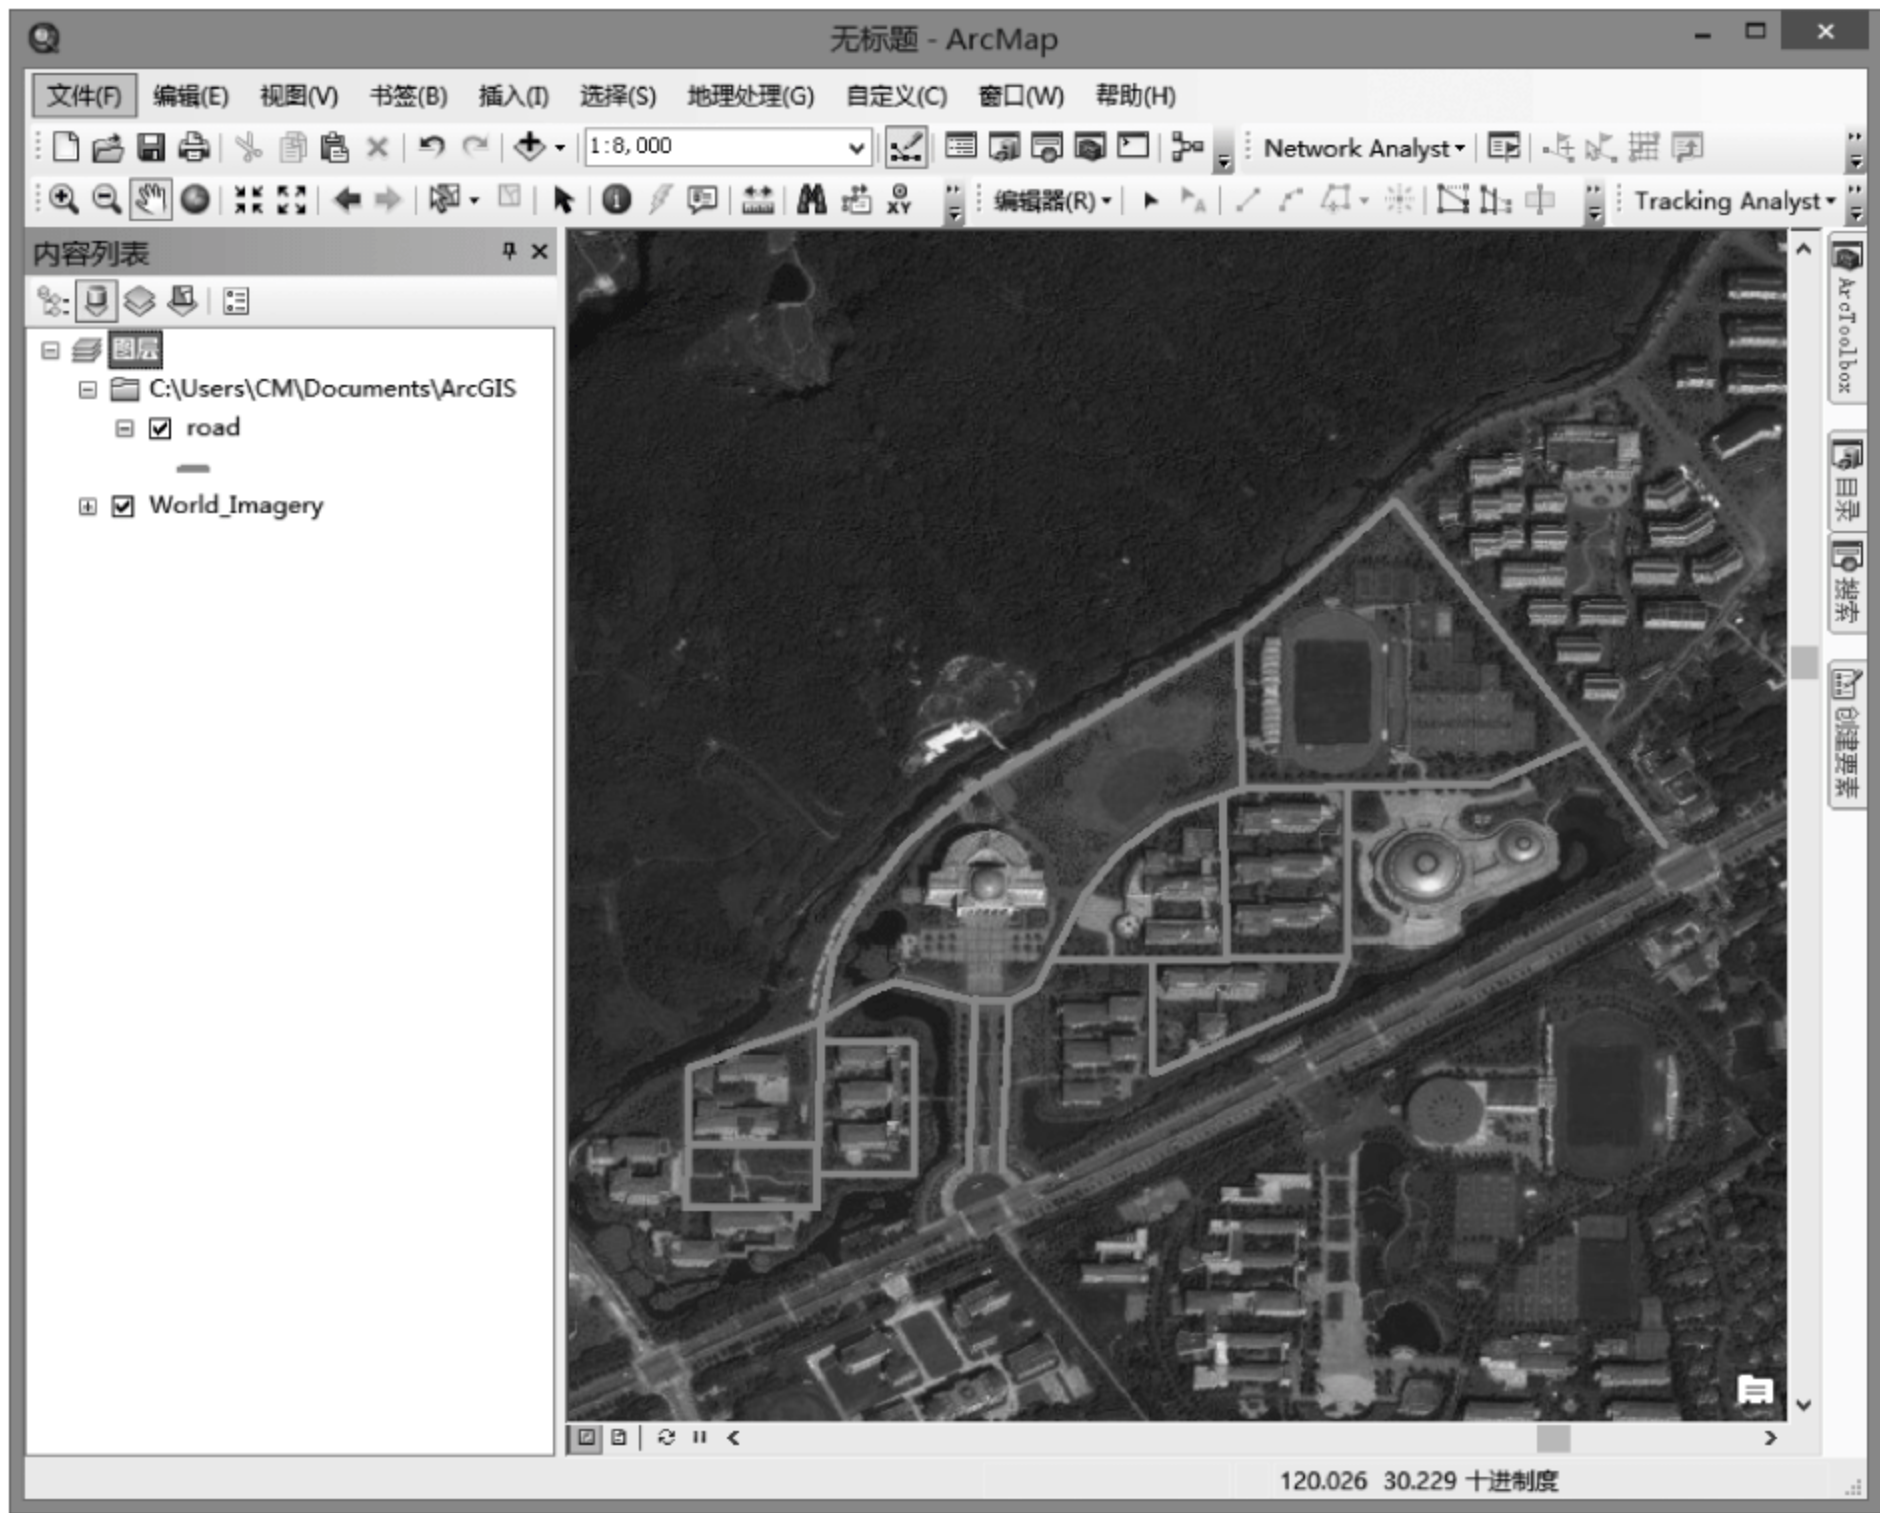 无标题 - ArcMap
文件(F) 编辑(E) 视图(V) 书签(B) 插入(I) 选择(S) 地理处理(G) 自定义(C) 窗口(W) 帮助(H)
1:8,000 Network Analyst
XY 编辑器(R) Tracking Analyst
内容列表
图层
C:\Users\CM\Documents\ArcGIS
road
World_Imagery
ArcToolbox
目录
搜索
创建要素
120.026 30.229 十进制度